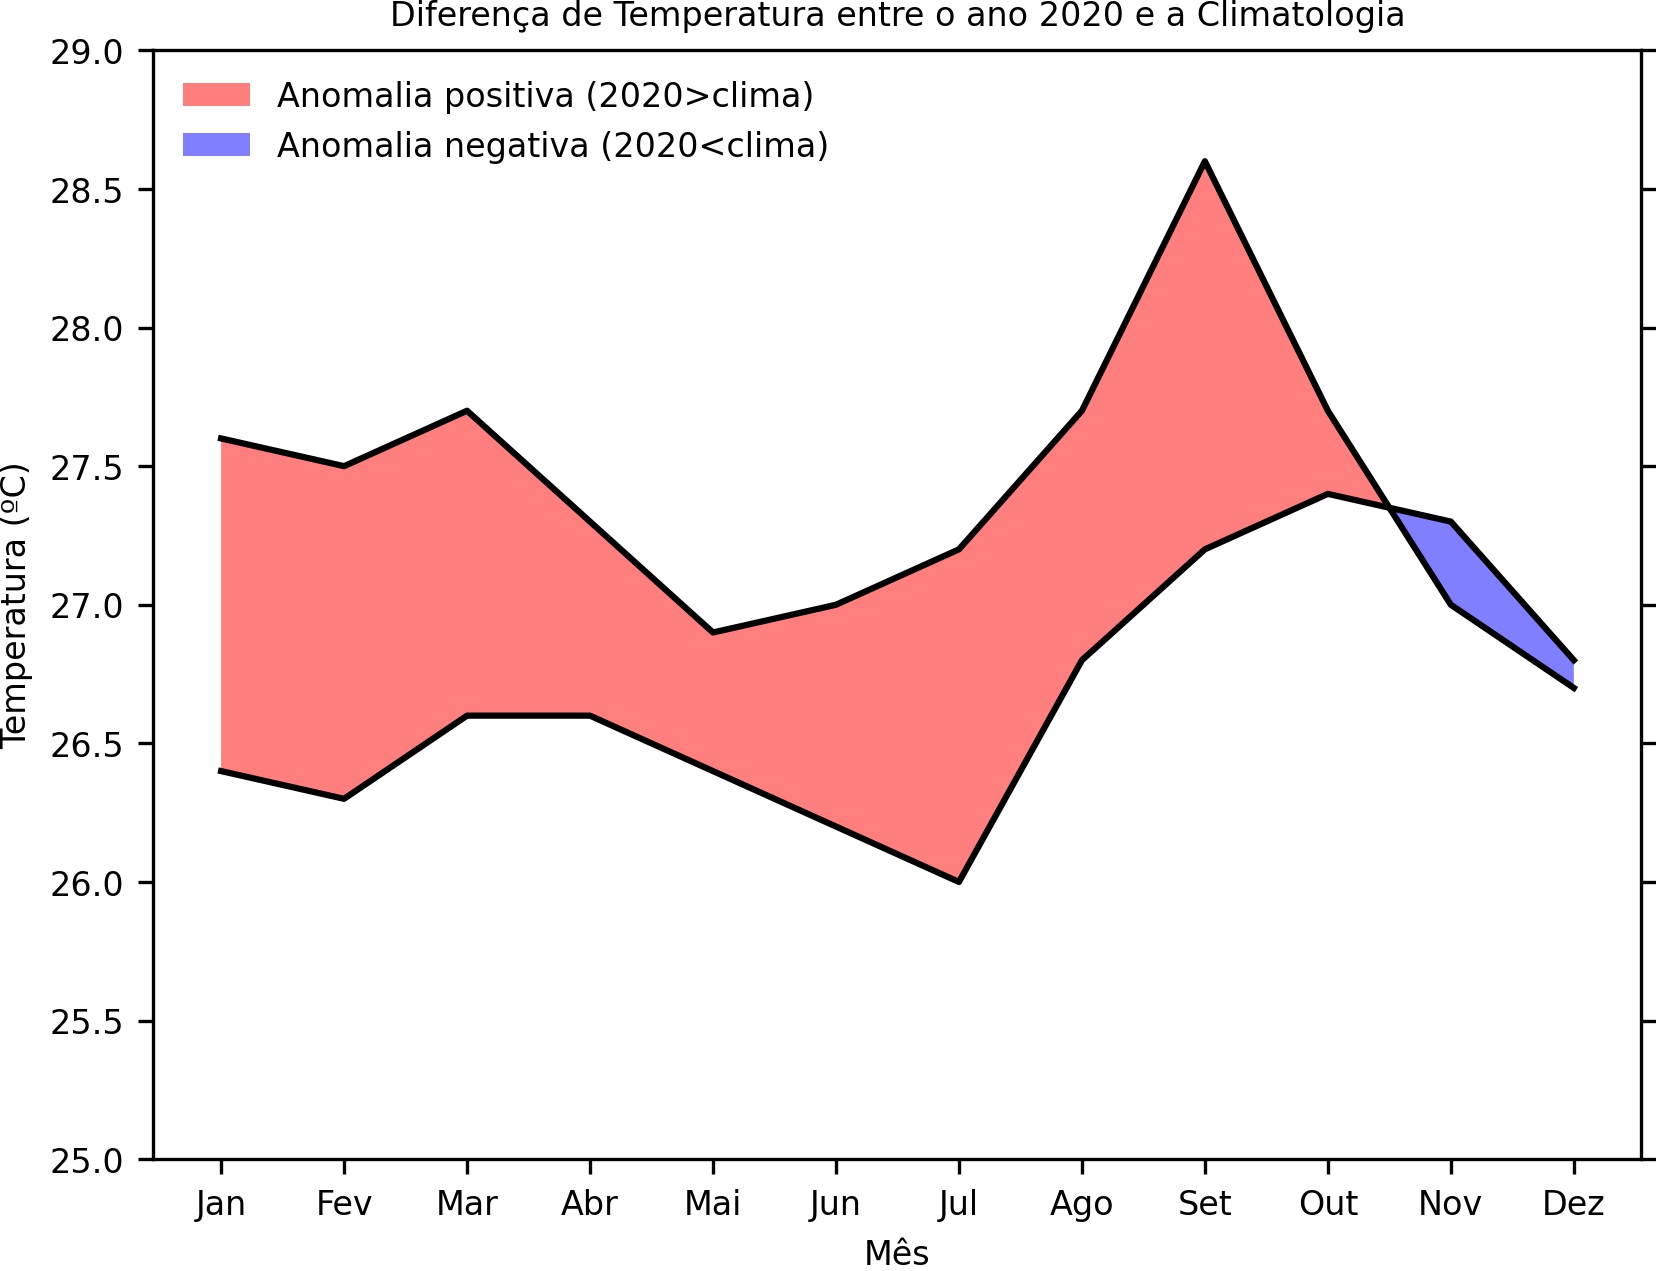 Diferença de Temperatura entre o ano 2020 e a Climatologia
Anomalia positiva (2020>clima)
Anomalia negativa (2020<clima)
Temperatura (ºC)
29.0
28.5
28.0
27.5
27.0
26.5
26.0
25.5
25.0
Jan Fev Mar Abr Mai Jun Jul Ago Set Out Nov Dez
Mês